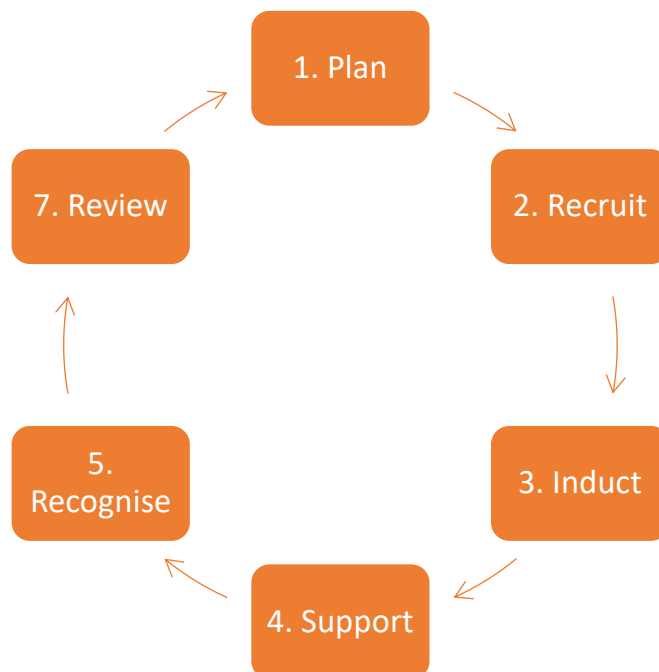 1. Plan
2. Recruit
3. Induct
4. Support
5.
Recognise
7. Review